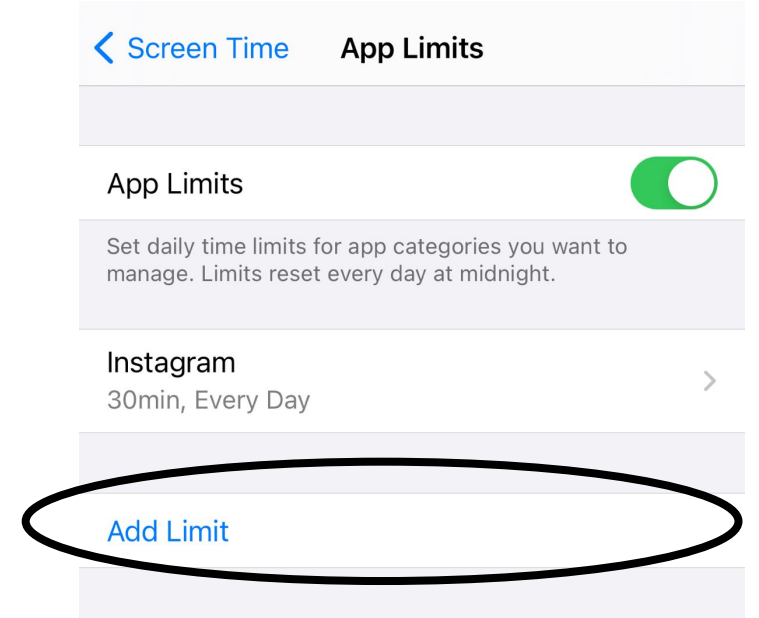 Screen Time App Limits
App Limits
Set daily time limits for app categories you want to
manage. Limits reset every day at midnight.
Instagram
30min, Every Day
Add Limit